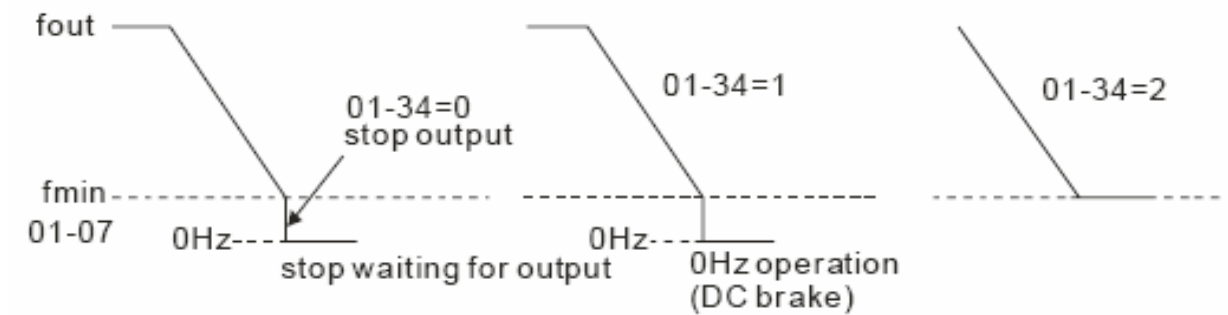 fout
01-34=0
stop output
fmin
01-07
0Hz
stop waiting for output
01-34=1
0Hz
0Hz operation
(DC brake)
01-34=2